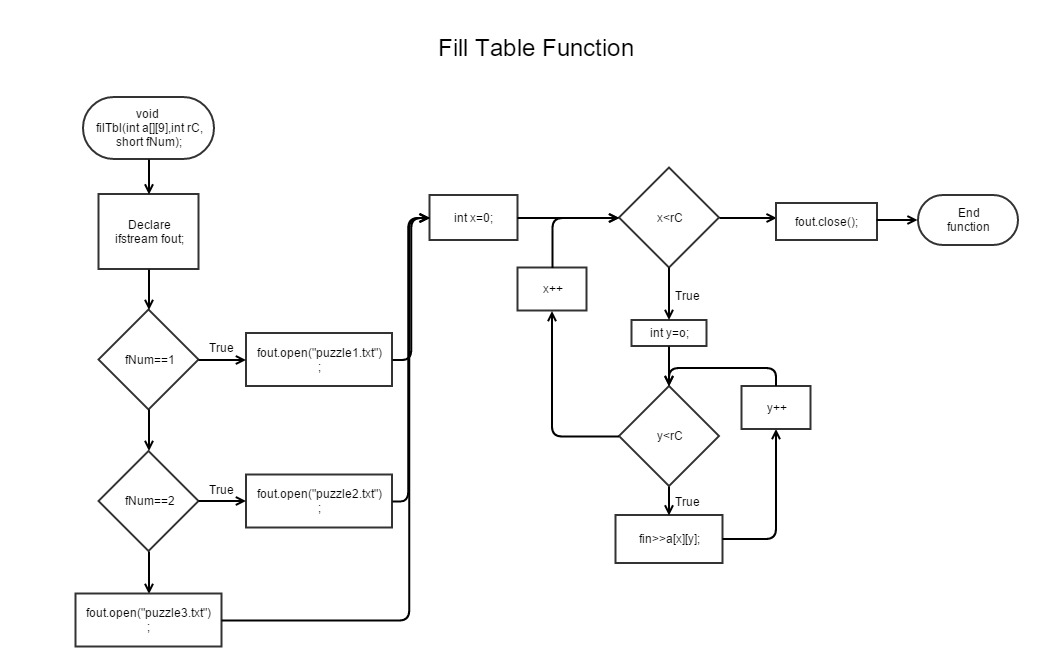 Fill Table Function
void
filTbl(int a[][9],int rC,
short fNum);
Declare
ifstream fout;
fNum==1
True
fout.open("puzzle1.txt")
;
fNum==2
True
fout.open("puzzle2.txt")
;
fout.open("puzzle3.txt")
;
int x=0;
x<rC
fout.close();
End
function
x++
True
int y=o;
y<rC
y++
True
fin>>a[x][y];